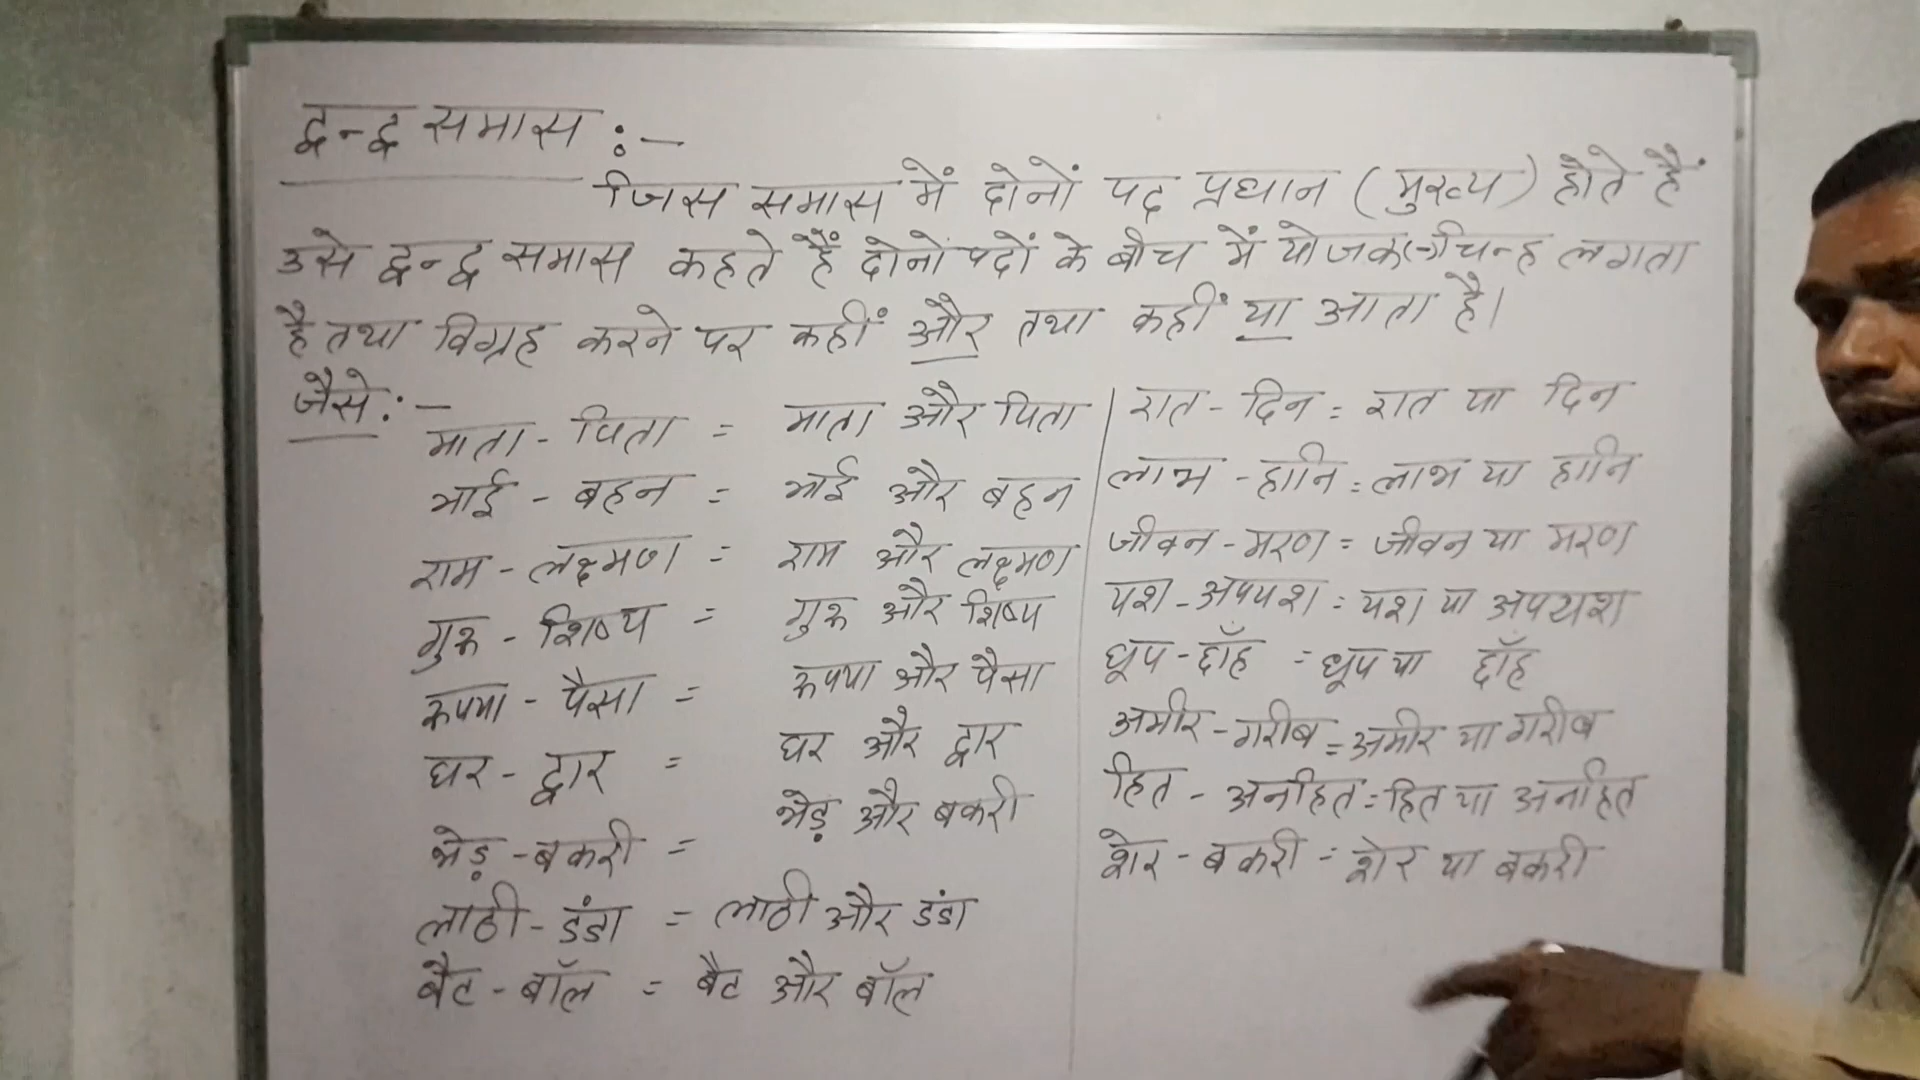 द्वन्द्व समास :-
जिस समास में दोनों पद प्रधान (मुख्य) होते हैं
उसे द्वन्द्व समास कहते हैं दोनों पदों के बीच में योजक चिन्ह लगता
है तथा विग्रह करने पर कहीं और तथा कहीं या आता है।
जैसे :-
माता - पिता = माता और पिता
भाई - बहन = भाई और बहन
राम - लक्ष्मण = राम और लक्ष्मण
गुरू - शिष्य = गुरू और शिष्य
रूपया - पैसा = रूपया और पैसा
घर - द्वार = घर और द्वार
भेड़ - बकरी = भेड़ और बकरी
लाठी - डंडा = लाठी और डंडा
बैट - बॉल = बैट और बॉल
रात - दिन = रात या दिन
लाभ - हानि = लाभ या हानि
जीवन - मरण = जीवन या मरण
यश - अपयश = यश या अपयश
धूप - छाँह = धूप या छाँह
अमीर - गरीब = अमीर या गरीब
हित - अनहित = हित या अनहित
शेर - बकरी = शेर या बकरी